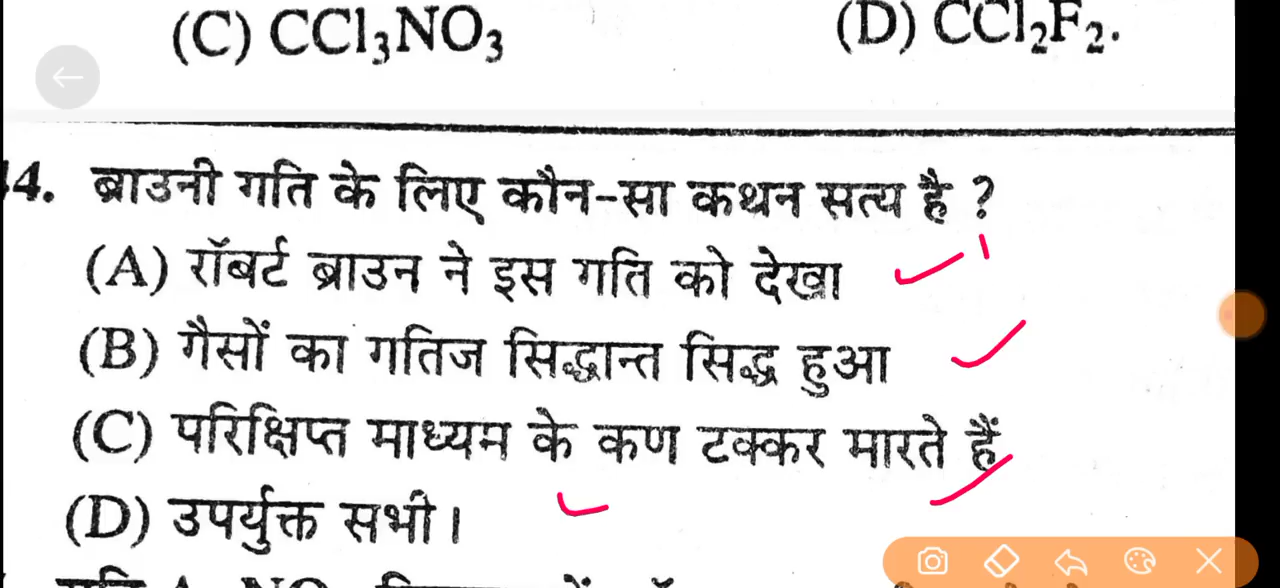 (C) CCl₃NO₃ (D) CCl₂F₂.
14. ब्राउनी गति के लिए कौन-सा कथन सत्य है ?
(A) रॉबर्ट ब्राउन ने इस गति को देखा
(B) गैसों का गतिज सिद्धान्त सिद्ध हुआ
(C) परिक्षिप्त माध्यम के कण टक्कर मारते हैं
(D) उपर्युक्त सभी।